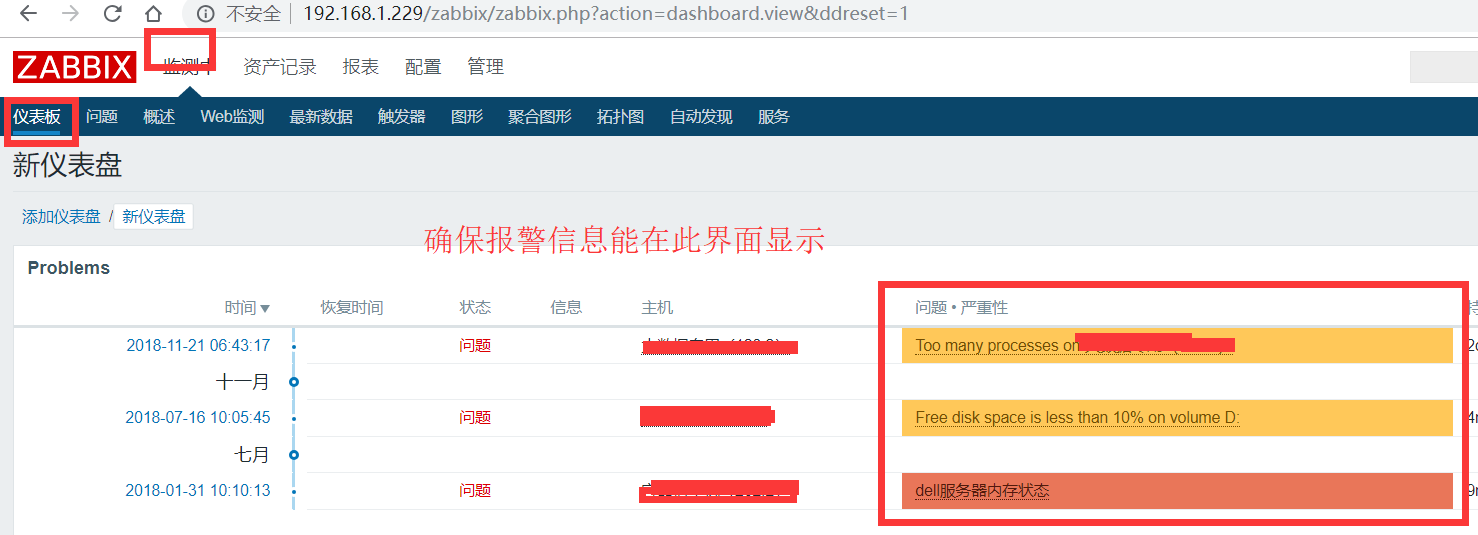 不安全 192.168.1.229/zabbix/zabbix.php?action=dashboard.view&ddreset=1
ZABBIX 监测中 资产记录 报表 配置 管理
仪表板 问题 概述 Web监测 最新数据 触发器 图形 聚合图形 拓扑图 自动发现 服务
新仪表盘
添加仪表盘 / 新仪表盘
确保报警信息能在此界面显示
Problems
时间▼ 恢复时间 状态 信息 主机 问题 • 严重性
2018-11-21 06:43:17 问题 Too many processes on
十一月
2018-07-16 10:05:45 问题 Free disk space is less than 10% on volume D:
七月
2018-01-31 10:10:13 问题 dell服务器内存状态